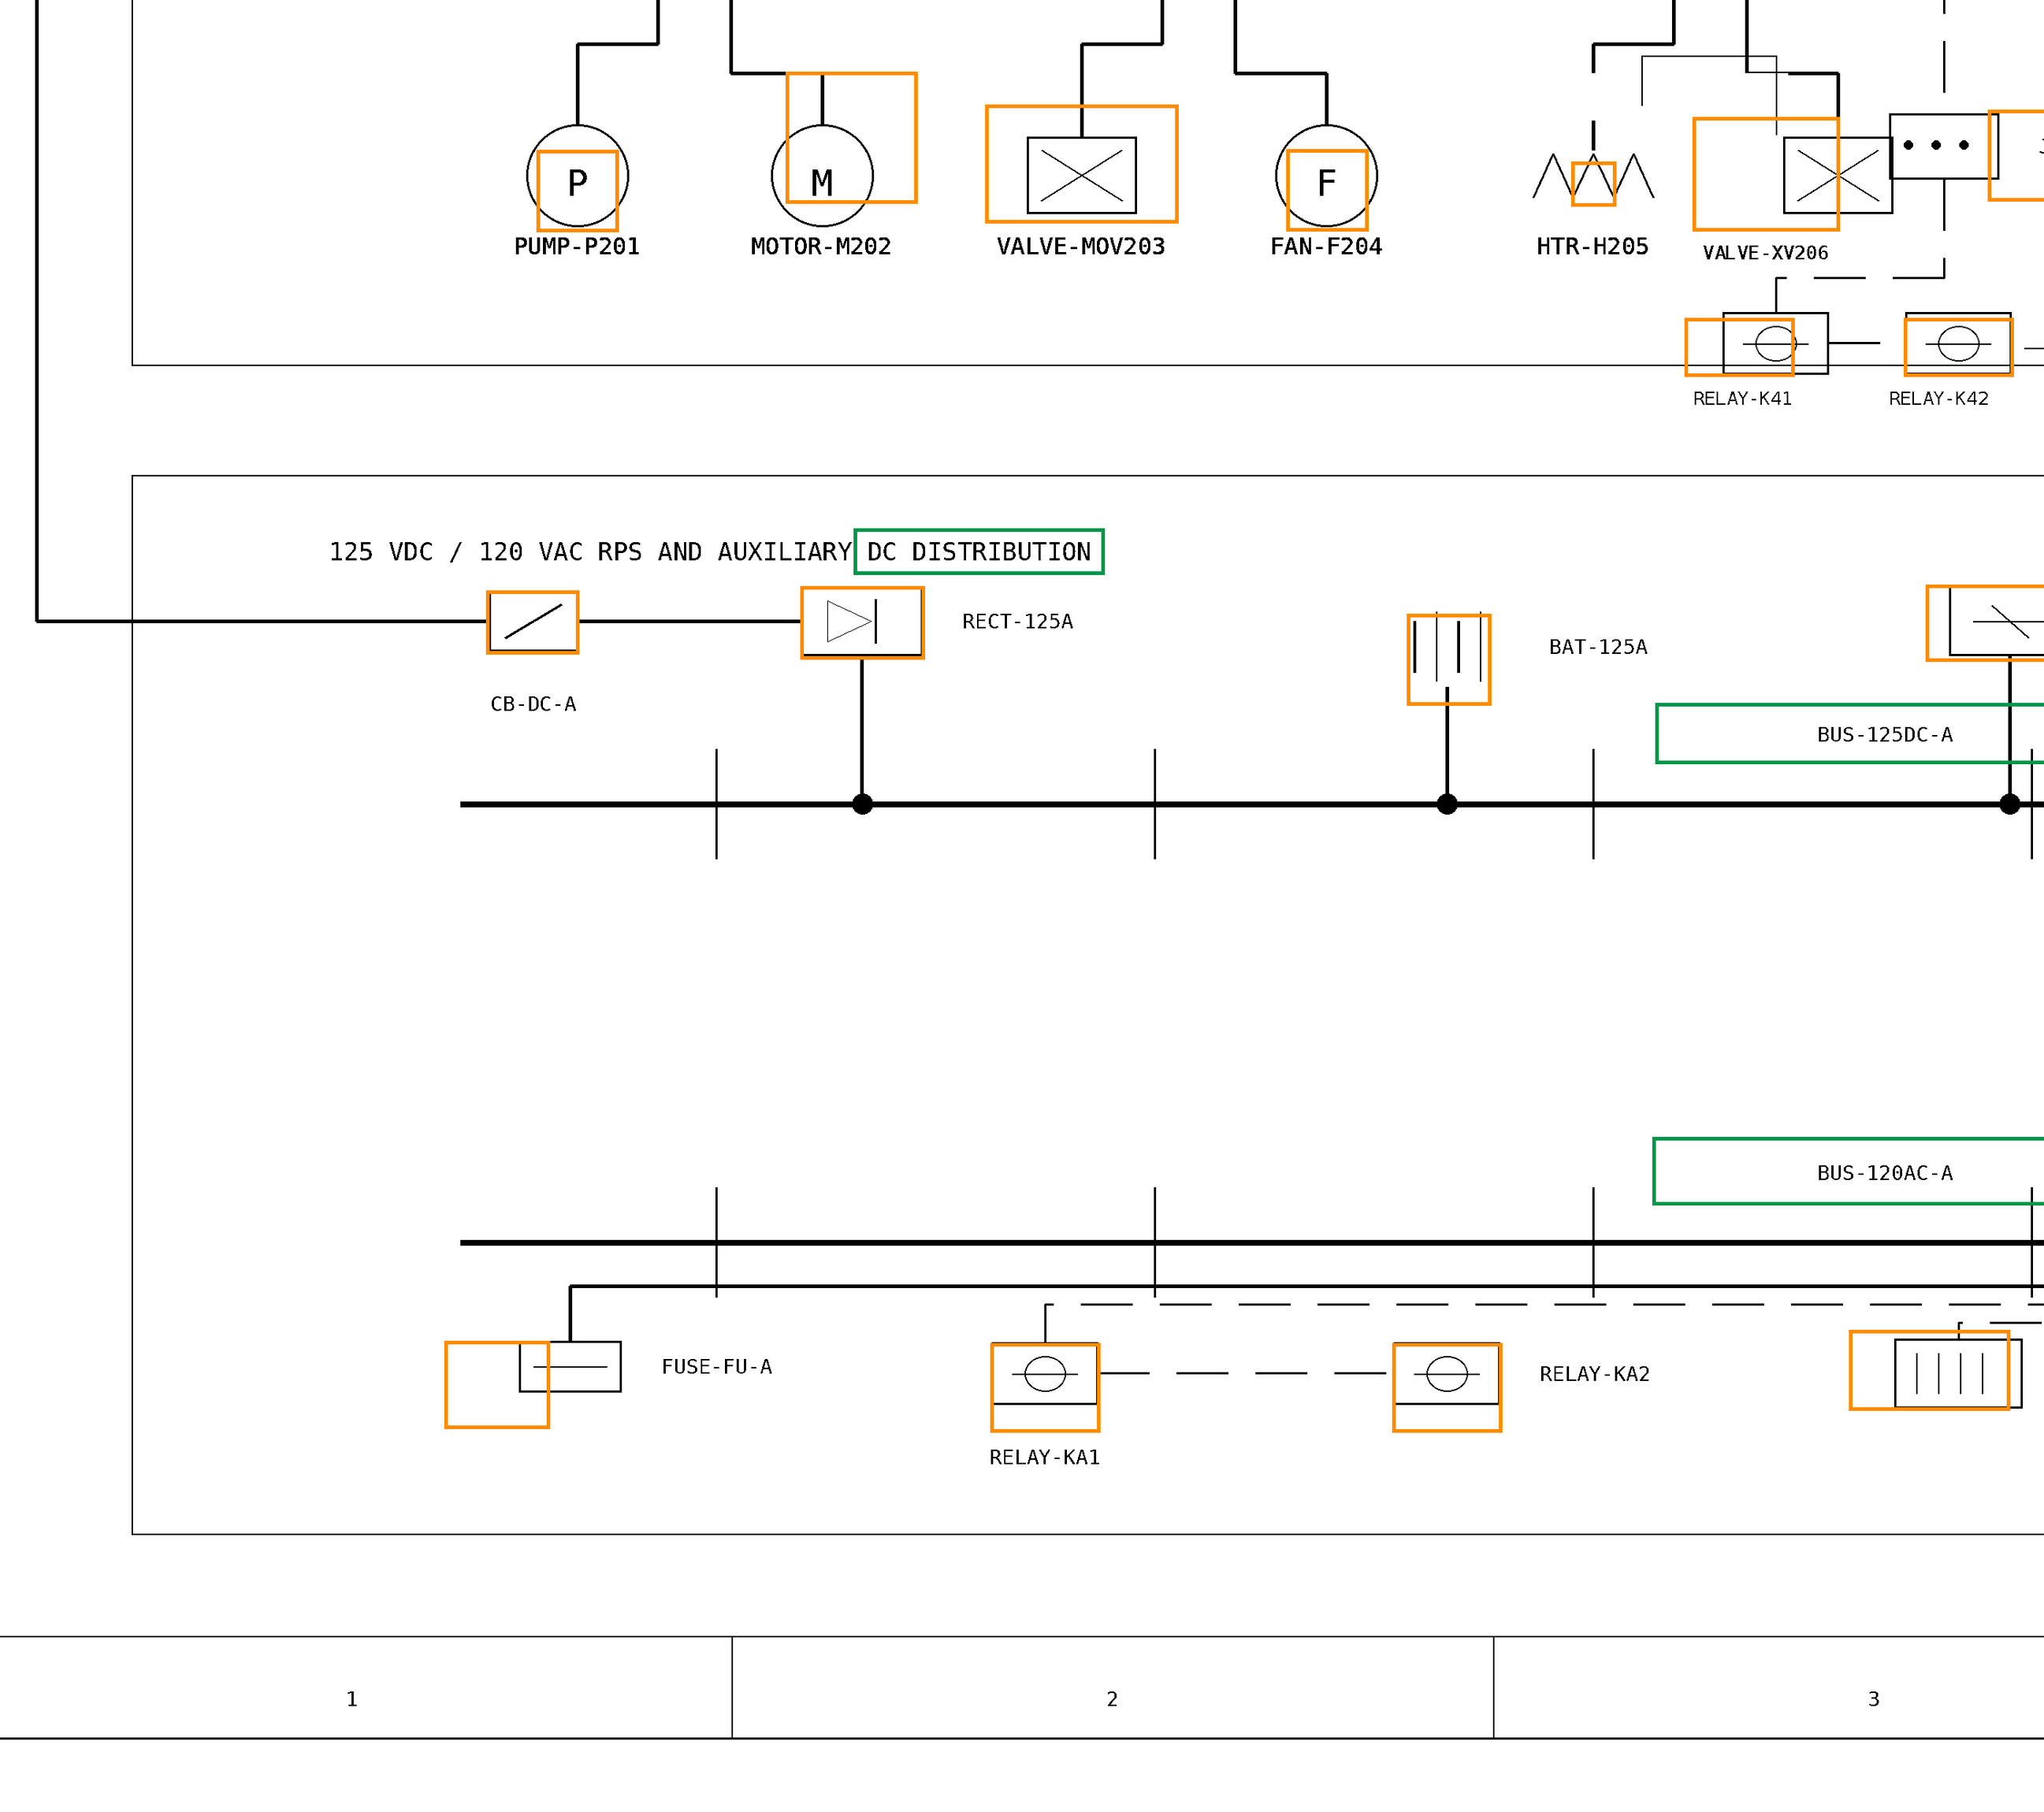 P
M
F
PUMP-P201
MOTOR-M202
VALVE-MOV203
FAN-F204
HTR-H205
VALVE-XV206
RELAY-K41
RELAY-K42
125 VDC / 120 VAC RPS AND AUXILIARY DC DISTRIBUTION
RECT-125A
BAT-125A
CB-DC-A
BUS-125DC-A
BUS-120AC-A
FUSE-FU-A
RELAY-KA2
RELAY-KA1
1
2
3